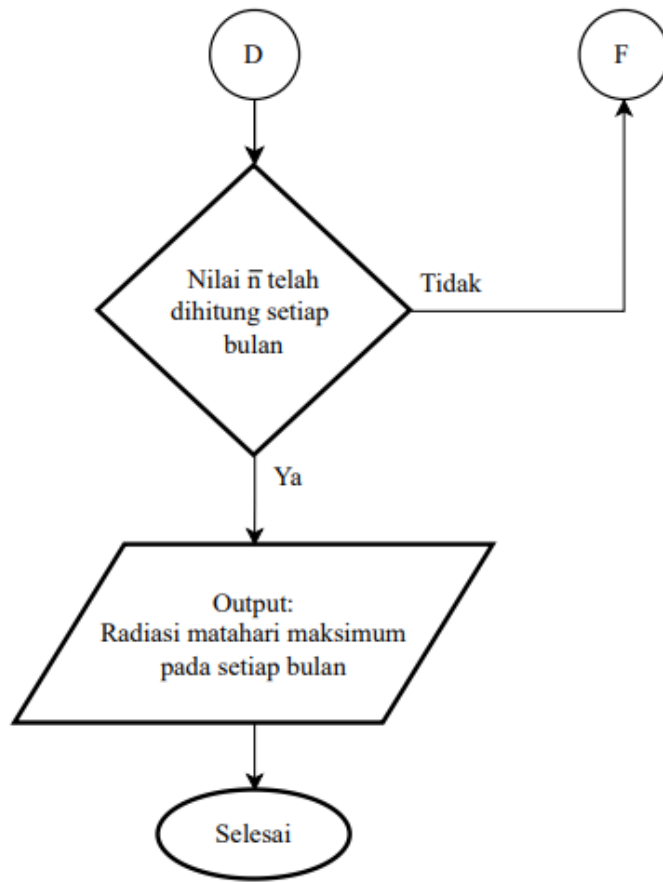 D
F
Nilai n̅ telah
dihitung setiap
bulan
Tidak
Ya
Output:
Radiasi matahari maksimum
pada setiap bulan
Selesai